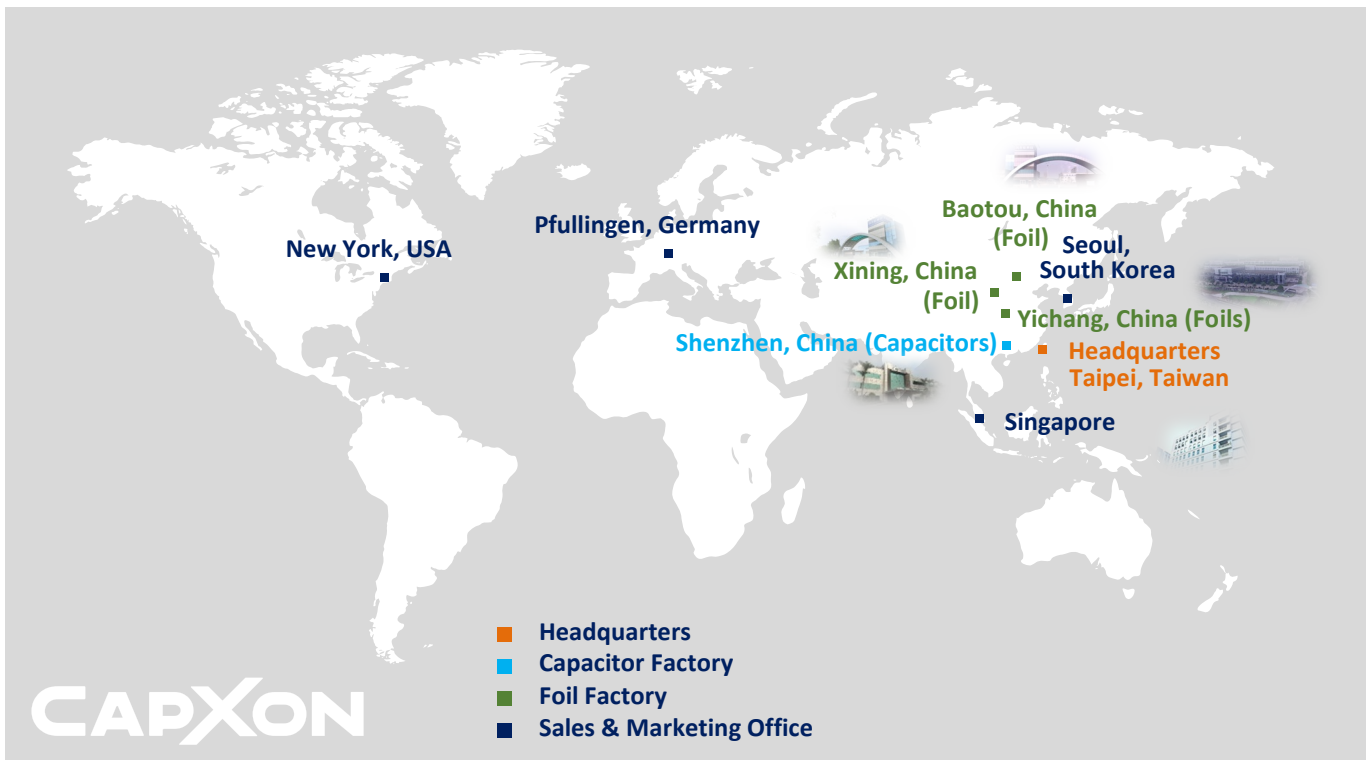 Baotou, China
(Foil)
Pfullingen, Germany
New York, USA
Seoul,
South Korea
Xining, China
(Foil)
Yichang, China (Foils)
Shenzhen, China (Capacitors)
Headquarters
Taipei, Taiwan
Singapore
Headquarters
Capacitor Factory
Foil Factory
Sales & Marketing Office
CAPXON